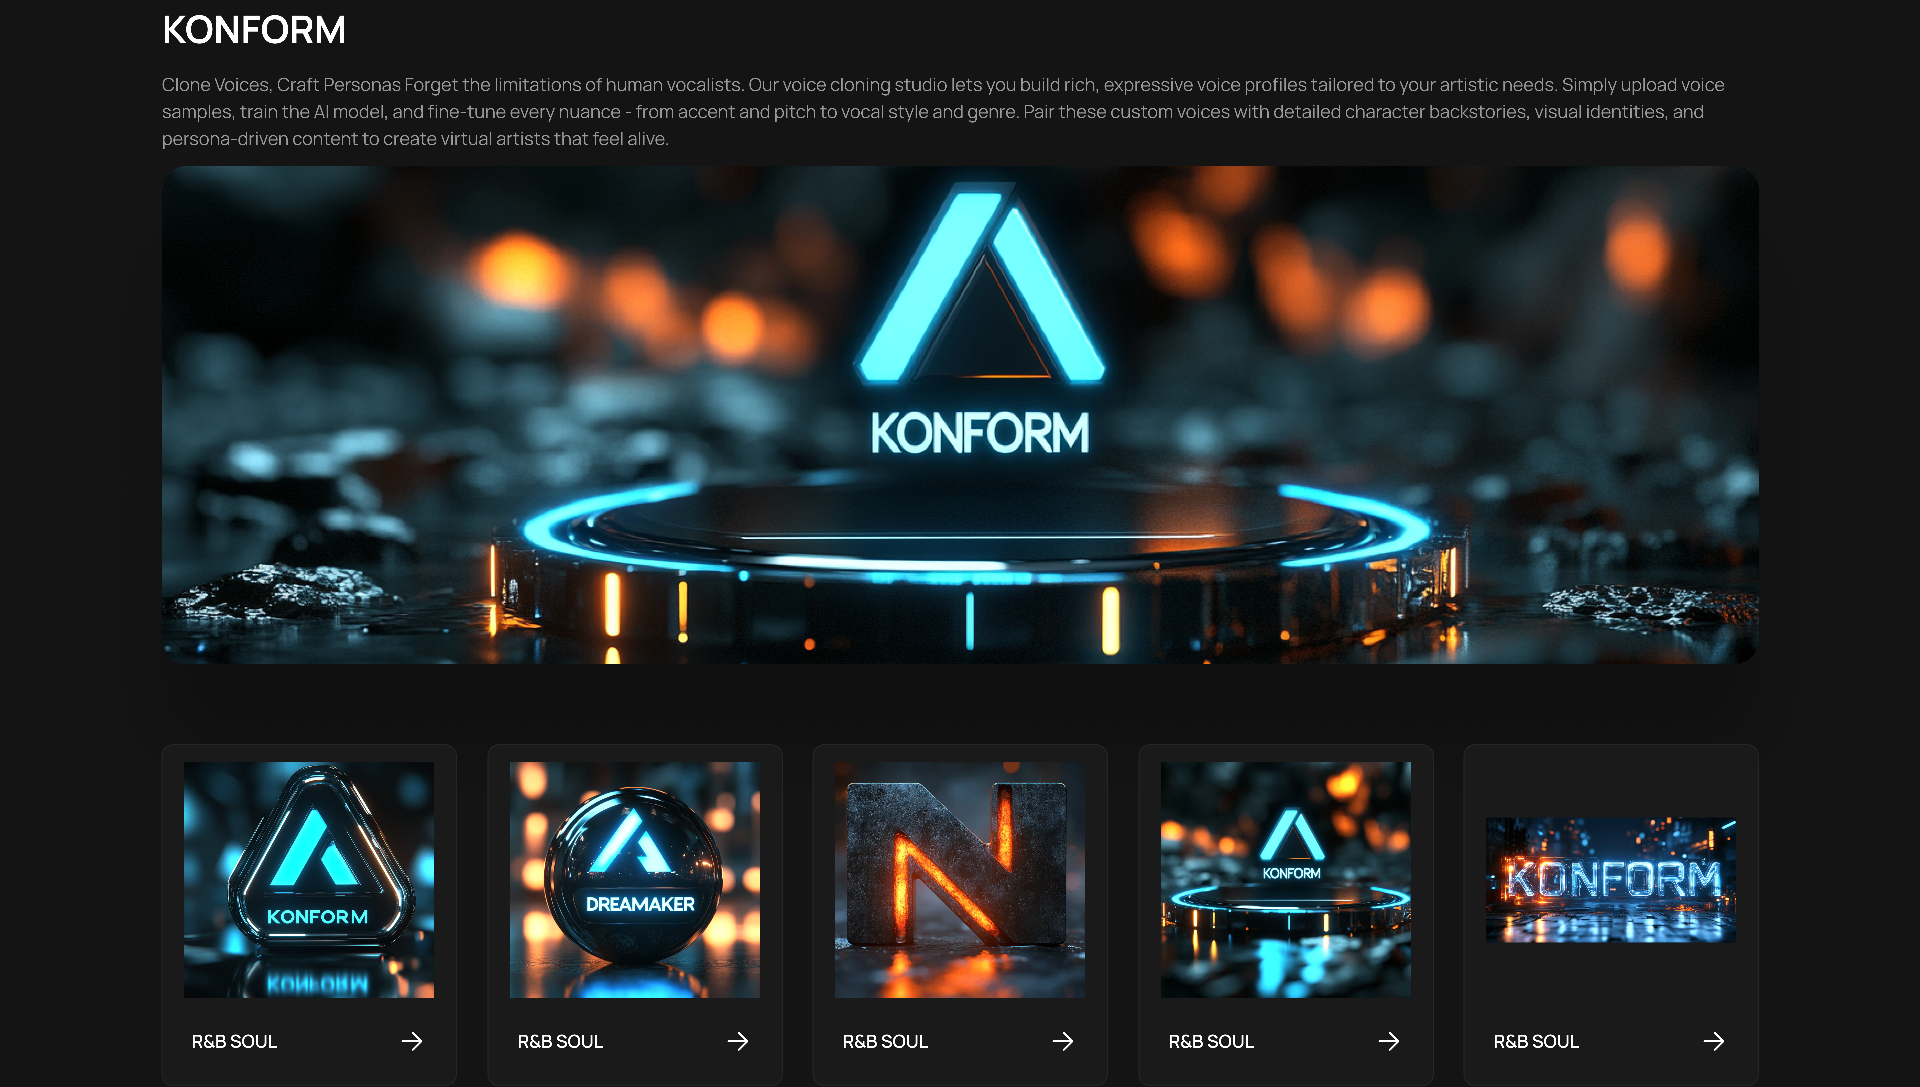 KONFORM
Clone Voices, Craft Personas Forget the limitations of human vocalists. Our voice cloning studio lets you build rich, expressive voice profiles tailored to your artistic needs. Simply upload voice
samples, train the AI model, and fine-tune every nuance - from accent and pitch to vocal style and genre. Pair these custom voices with detailed character backstories, visual identities, and
persona-driven content to create virtual artists that feel alive.
KONFORM
KONFORM
DREAMAKER
N
KONFORM
KONFORM
R&B SOUL
R&B SOUL
R&B SOUL
R&B SOUL
R&B SOUL